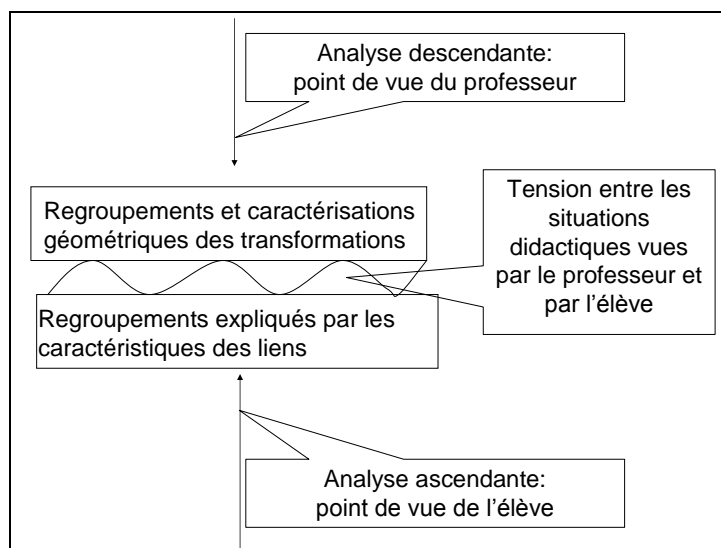 Analyse descendante:
point de vue du professeur
Regroupements et caractérisations
géométriques des transformations
Tension entre les
situations
didactiques vues
par le professeur et
par l'élève
Regroupements expliqués par les
caractéristiques des liens
Analyse ascendante:
point de vue de l'élève